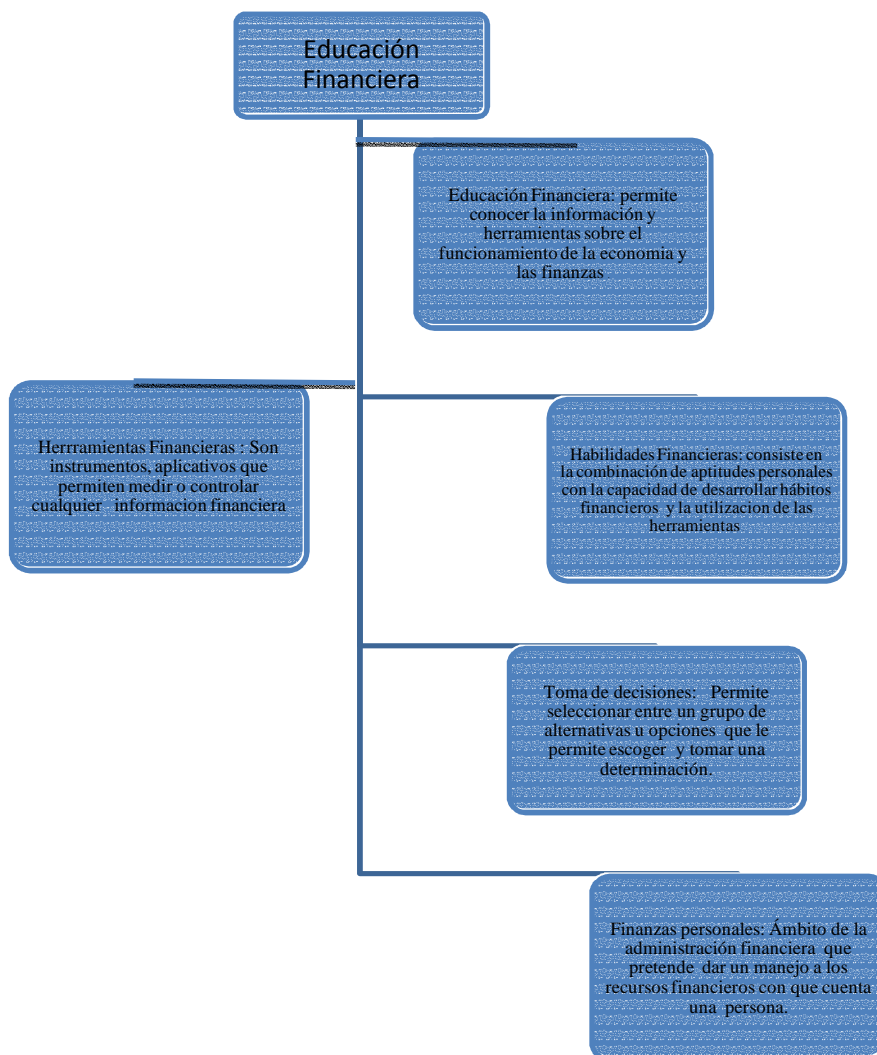 Educación
Financiera
Educación Financiera: permite
conocer la información y
herramientas sobre el
funcionamiento de la economia y
las finanzas
Herrramientas Financieras : Son
instrumentos, aplicativos que
permiten medir o controlar
cualquier informacion financiera
Habilidades Financieras: consiste en
la combinación de aptitudes personales
con la capacidad de desarrollar hábitos
financieros y la utilizacion de las
herramientas
Toma de decisiones: Permite
seleccionar entre un grupo de
alternativas u opciones que le
permite escoger y tomar una
determinación.
Finanzas personales: Ámbito de la
administración financiera que
pretende dar un manejo a los
recursos financieros con que cuenta
una persona.